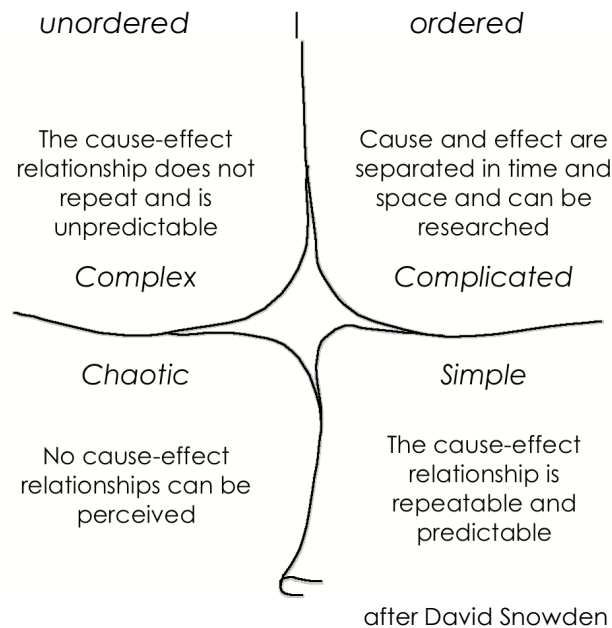 unordered | ordered
The cause-effect
relationship does not
repeat and is
unpredictable
Complex
Cause and effect are
separated in time and
space and can be
researched
Complicated
Chaotic
No cause-effect
relationships can be
perceived
Simple
The cause-effect
relationship is
repeatable and
predictable
after David Snowden